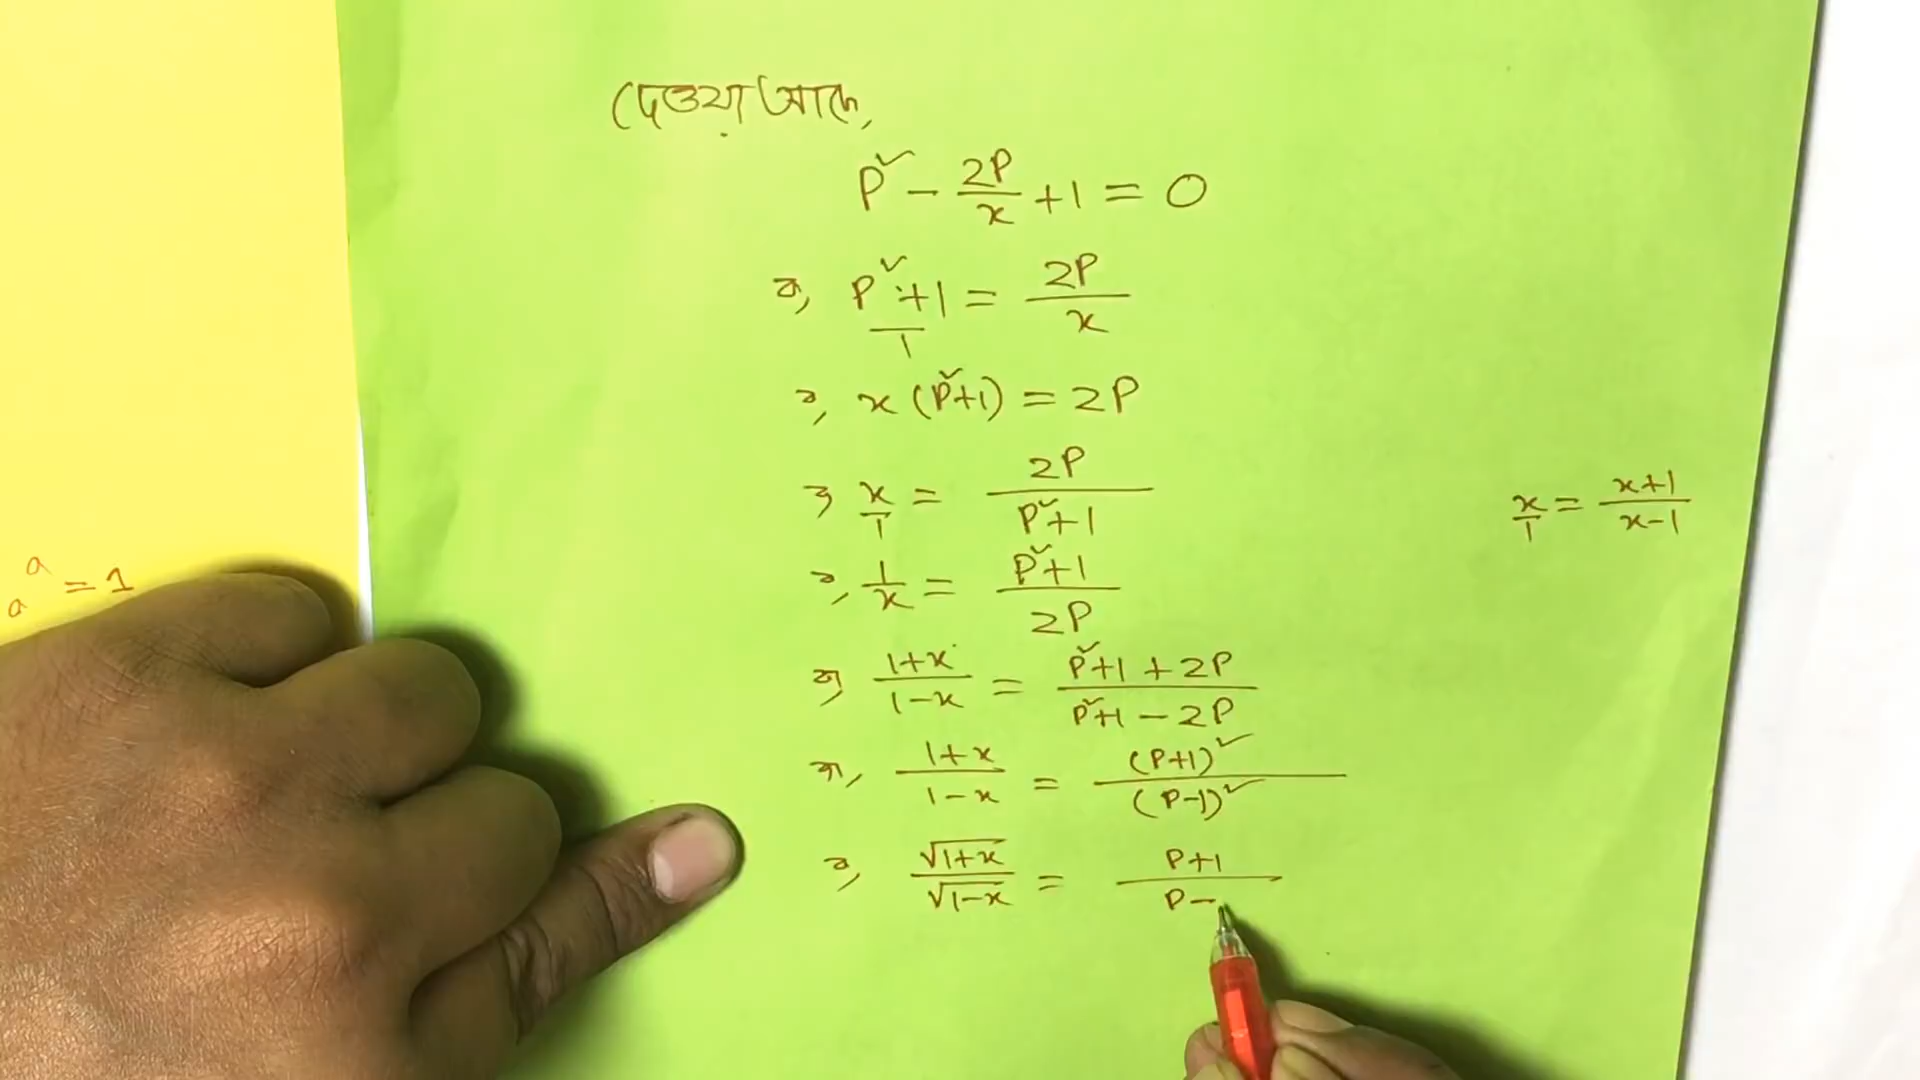 দেওয়া আছে,
P² - 2P/x + 1 = 0
বা, P² + 1/1 = 2P/x
বা, x (P²+1) = 2P
বা x/1 = 2P/P²+1
বা, 1/x = P²+1/2P
বা, 1+x/1-x = P²+1+2P/P²+1-2P
বা, 1+x/1-x = (P+1)²/(P-1)²
বা, √1+x/√1-x = P+1/P-
x/1 = x+1/x-1
a/a = 1